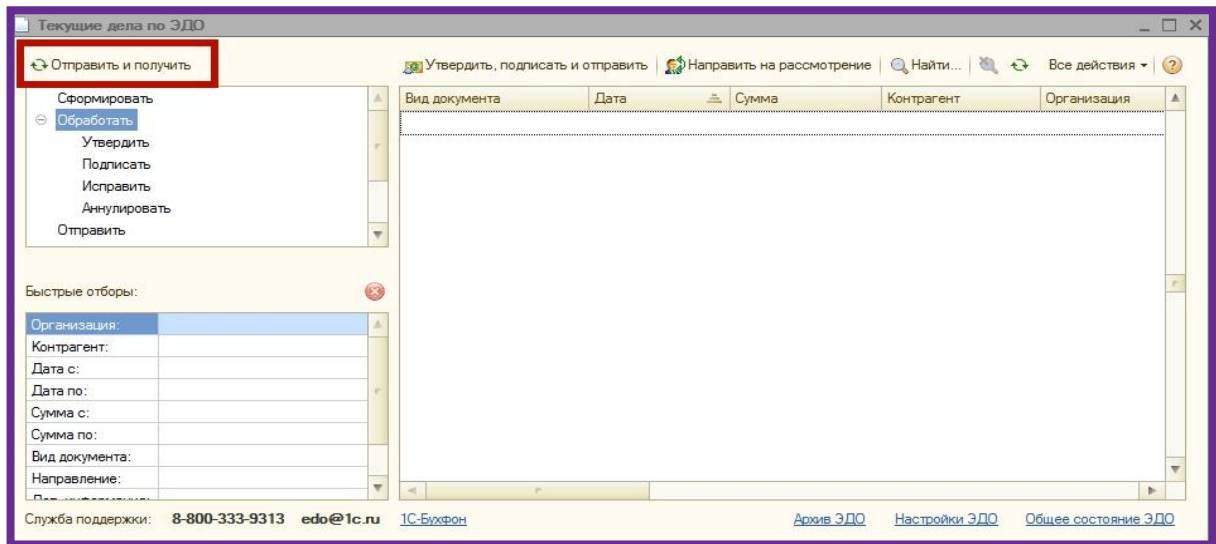 Текущие дела по ЭДО
Отправить и получить
Утвердить, подписать и отправить
Направить на рассмотрение
Найти...
Все действия
Сформировать
Обработать
Утвердить
Подписать
Исправить
Аннулировать
Отправить
Вид документа
Дата
Сумма
Контрагент
Организация
Быстрые отборы:
Организация:
Контрагент:
Дата с:
Дата по:
Сумма с:
Сумма по:
Вид документа:
Направление:
Служба поддержки: 8-800-333-9313 edo@1c.ru
1С-Бухфон
Архив ЭДО
Настройки ЭДО
Общее состояние ЭДО